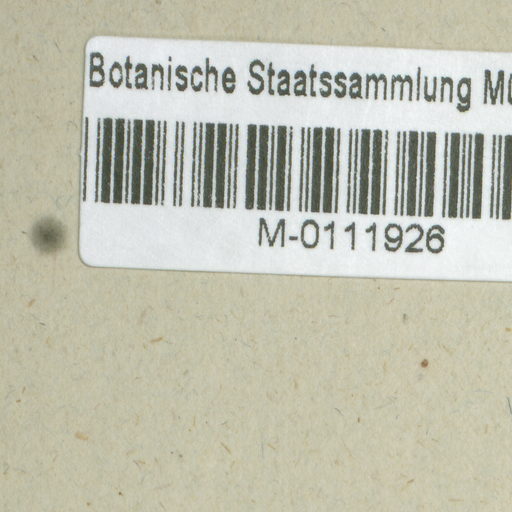 Botanische Staatssammlung Mü
M-0111926